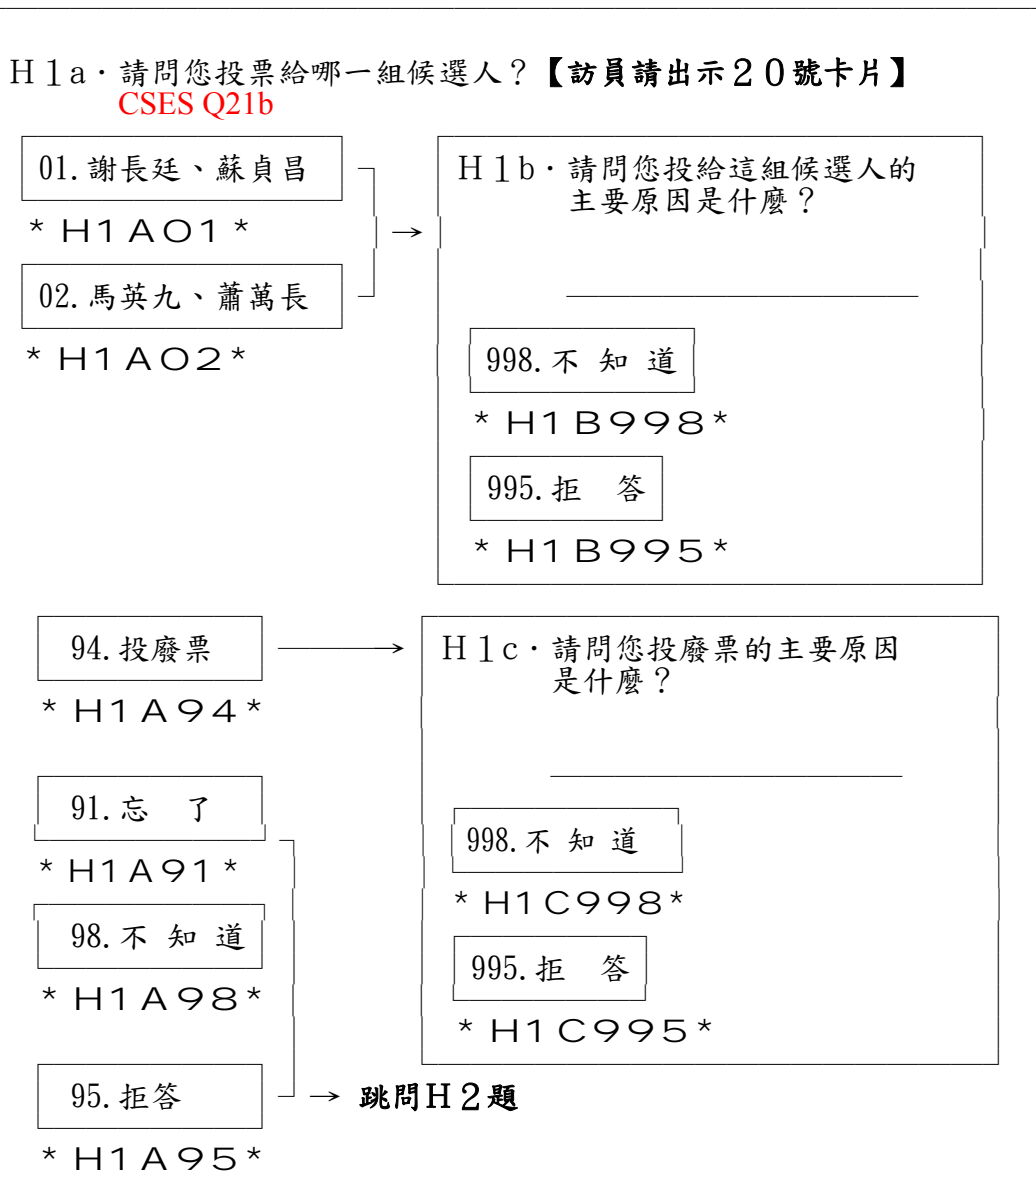 H1a．請問您投票給哪一組候選人？【訪員請出示20號卡片】
CSES Q21b
01.謝長廷、蘇貞昌
*H1A01*
02.馬英九、蕭萬長
*H1A02*
H1b．請問您投給這組候選人的
主要原因是什麼？
998.不 知 道
*H1B998*
995.拒 答
*H1B995*
94.投廢票
*H1A94*
H1c．請問您投廢票的主要原因
是什麼？
998.不 知 道
*H1C998*
995.拒 答
*H1C995*
91.忘 了
*H1A91*
98.不 知 道
*H1A98*
95.拒答
→ 跳問H2題
*H1A95*